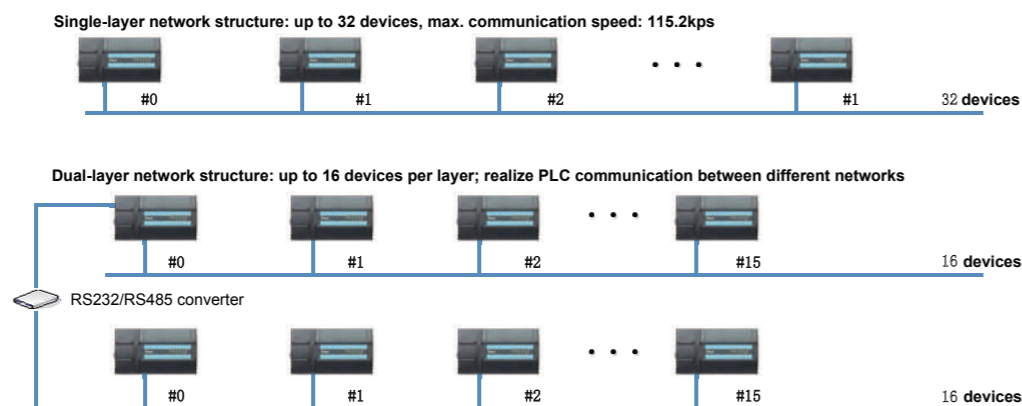 Single-layer network structure: up to 32 devices, max. communication speed: 115.2kps
#0 #1 #2 #1 32 devices
Dual-layer network structure: up to 16 devices per layer; realize PLC communication between different networks
#0 #1 #2 #15 16 devices
RS232/RS485 converter
#0 #1 #2 #15 16 devices